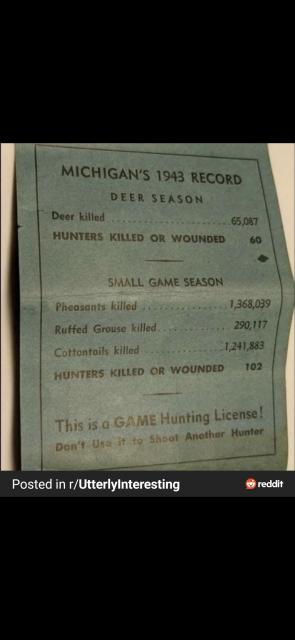 MICHIGAN'S 1943 RECORD
DEER SEASON
Deer killed ........................ 65,087
HUNTERS KILLED OR WOUNDED 60
SMALL GAME SEASON
Pheasants killed ................ 1,368,039
Ruffed Grouse killed ............. 290,117
Cottontails killed ................ 1,241,883
HUNTERS KILLED OR WOUNDED 102
This is a GAME Hunting License!
Don't Use it to Shoot Another Hunter
Posted in r/UtterlyInteresting
reddit